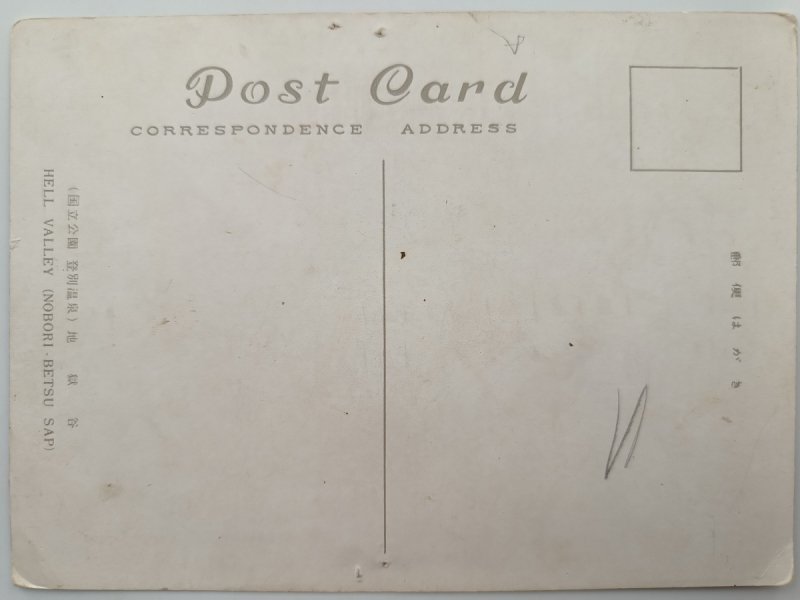 Post Card
CORRESPONDENCE ADDRESS
(国立公園 登別温泉) 地獄谷
HELL VALLEY (NOBORI-BETSU SAP)
郵便はがき